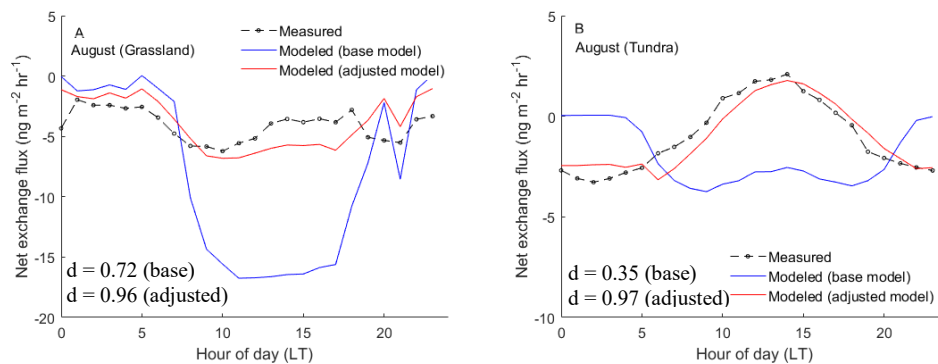 A
August (Grassland)
Measured
Modeled (base model)
Modeled (adjusted model)
5
0
-5
-10
-15
-20
Net exchange flux (ng m-2 hr-1)
d = 0.72 (base)
d = 0.96 (adjusted)
0 5 10 15 20
Hour of day (LT)
B
August (Tundra)
5
0
-5
-10
Net exchange flux (ng m-2 hr-1)
Measured
Modeled (base model)
Modeled (adjusted model)
d = 0.35 (base)
d = 0.97 (adjusted)
0 5 10 15 20
Hour of day (LT)